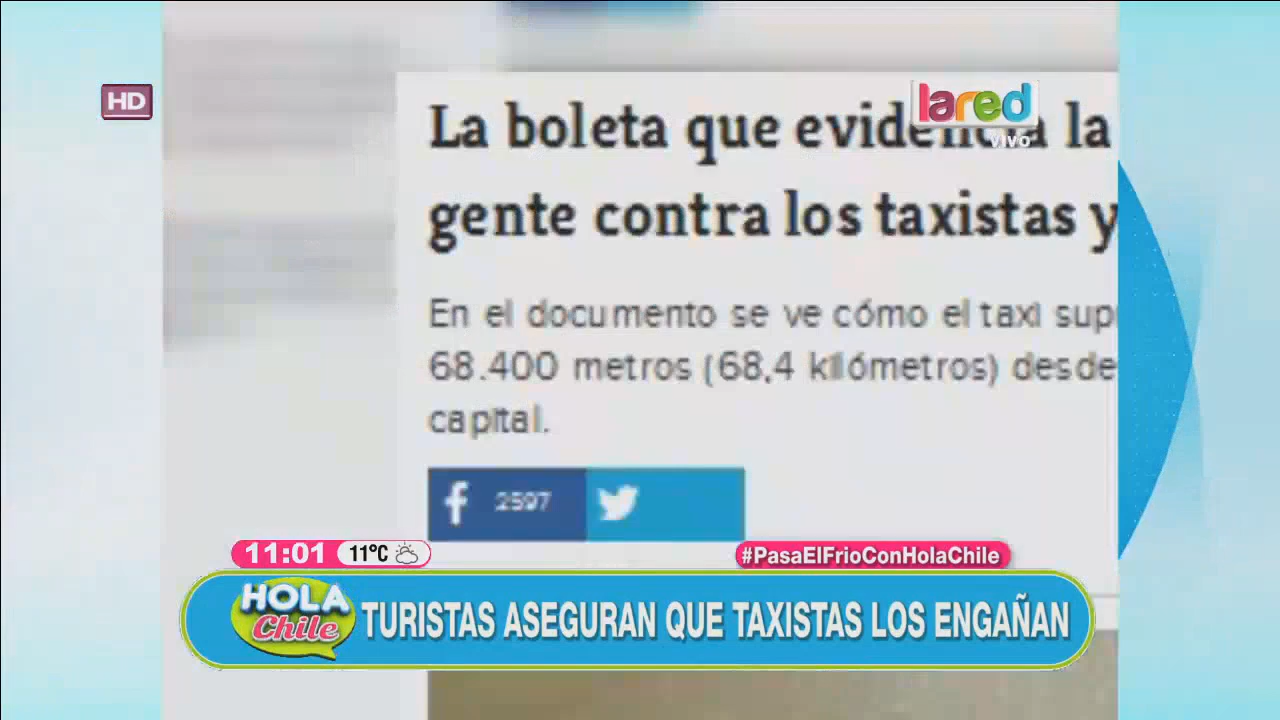 HD
lared
VIVO
La boleta que evidencia la
gente contra los taxistas y
En el documento se ve cómo el taxi sup
68.400 metros (68,4 kilómetros) desde
capital.
2597
11:01 11°C
#PasaElFrioConHolaChile
HOLA
Chile
TURISTAS ASEGURAN QUE TAXISTAS LOS ENGAÑAN